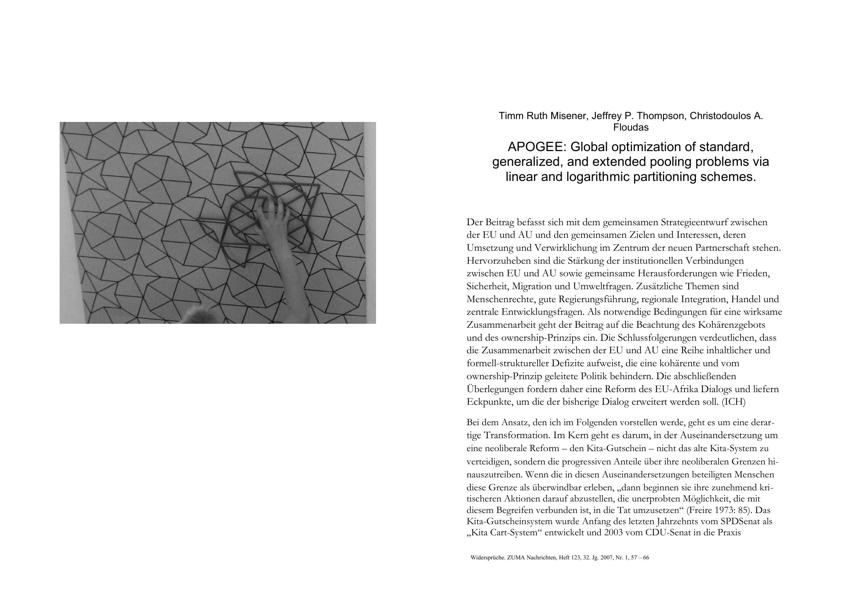 Timm Ruth Misener, Jeffrey P. Thompson, Christodoulos A.
Floudas
APOGEE: Global optimization of standard,
generalized, and extended pooling problems via
linear and logarithmic partitioning schemes.
Der Beitrag befasst sich mit dem gemeinsamen Strategieentwurf zwischen
der EU und AU und den gemeinsamen Zielen und Interessen, deren
Umsetzung und Verwirklichung im Zentrum der neuen Partnerschaft stehen.
Hervorzuheben sind die Stärkung der institutionellen Verbindungen
zwischen EU und AU sowie gemeinsame Herausforderungen wie Frieden,
Sicherheit, Migration und Umweltfragen. Zusätzliche Themen sind
Menschenrechte, gute Regierungsführung, regionale Integration, Handel und
zentrale Entwicklungsfragen. Als notwendige Bedingungen für eine wirksame
Zusammenarbeit geht der Beitrag auf die Beachtung des Kohärenzgebots
und des ownership-Prinzips ein. Die Schlussfolgerungen verdeutlichen, dass
die Zusammenarbeit zwischen der EU und AU eine Reihe inhaltlicher und
formell-struktureller Defizite aufweist, die eine kohärente und vom
ownership-Prinzip geleitete Politik behindern. Die abschließenden
Überlegungen fordern daher eine Reform des EU-Afrika Dialogs und liefern
Eckpunkte, um die der bisherige Dialog erweitert werden soll. (ICH)
Bei dem Ansatz, den ich im Folgenden vorstellen werde, geht es um eine derar-
tige Transformation. Im Kern geht es darum, in der Auseinandersetzung um
eine neoliberale Reform – den Kita-Gutschein – nicht das alte Kita-System zu
verteidigen, sondern die progressiven Anteile über ihre neoliberalen Grenzen hi-
nauszutreiben. Wenn die in diesen Auseinandersetzungen beteiligten Menschen
diese Grenze als überwindbar erleben, „dann beginnen sie ihre zunehmend kri-
tischeren Aktionen darauf abzustellen, die unerprobten Möglichkeit, die mit
diesem Begreifen verbunden ist, in die Tat umzusetzen“ (Freire 1973: 85). Das
Kita-Gutscheinsystem wurde Anfang des letzten Jahrzehnts vom SPDSenat als
„Kita Cart-System“ entwickelt und 2003 vom CDU-Senat in die Praxis
Widersprüche. ZUMA Nachrichten, Heft 123, 32. Jg. 2007, Nr. 1, 57 – 66